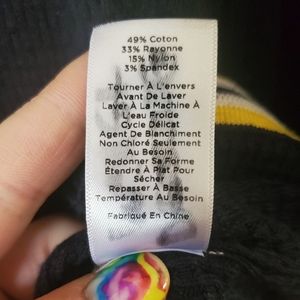 49% Coton
33% Rayonne
15% Nylon
3% Spandex
Tourner À L'envers
Avant De Laver
Laver À La Machine À
L'eau Froide
Cycle Délicat
Agent De Blanchiment
Non Chloré Seulement
Au Besoin
Redonner Sa Forme
Étendre À Plat Pour
Sécher
Repasser À Basse
Température Au Besoin
Fabriqué En Chine